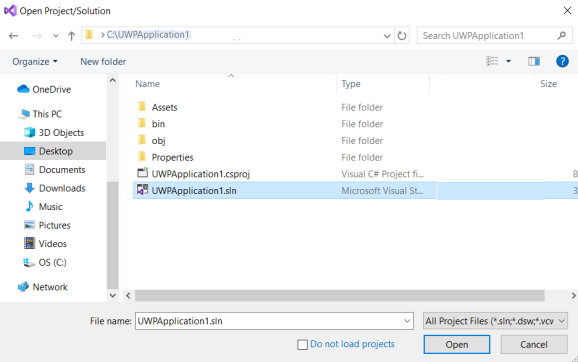 Open Project/Solution
C:\UWPApplication1
Search UWPApplication1
Organize
New folder
Name Type Size
OneDrive
This PC
3D Objects
Desktop
Documents
Downloads
Music
Pictures
Videos
OS (C:)
Network
Assets File folder
bin File folder
obj File folder
Properties File folder
UWPApplication1.csproj Visual C# Project fi... 8
UWPApplication1.sln Microsoft Visual St...
File name: UWPApplication1.sln All Project Files (*.sln;*.dsw;*.vcw
Do not load projects
Open Cancel